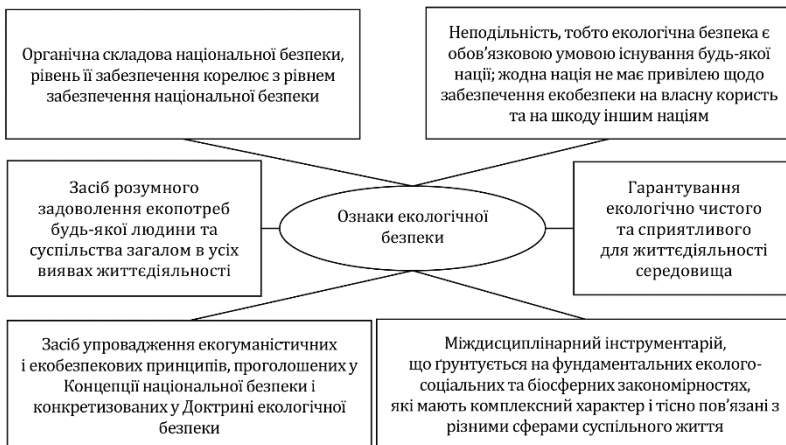 Органічна складова національної безпеки,
рівень її забезпечення корелює з рівнем
забезпечення національної безпеки
Неподільність, тобто екологічна безпека є
обов’язковою умовою існування будь-якої
нації; жодна нація не має привілею щодо
забезпечення екобезпеки на власну користь
та на шкоду іншим націям
Засіб розумного
задоволення екопотреб
будь-якої людини та
суспільства загалом в усіх
виявах життєдіяльності
Ознаки екологічної
безпеки
Гарантування
екологічно чистого
та сприятливого
для життєдіяльності
середовища
Засіб упровадження екогуманістичних
і екобезпекових принципів, проголошених у
Концепції національної безпеки і
конкретизованих у Доктрині екологічної
безпеки
Міждисциплінарний інструментарій,
що ґрунтується на фундаментальних еколого-
соціальних та біосферних закономірностях,
які мають комплексний характер і тісно пов’язані з
різними сферами суспільного життя